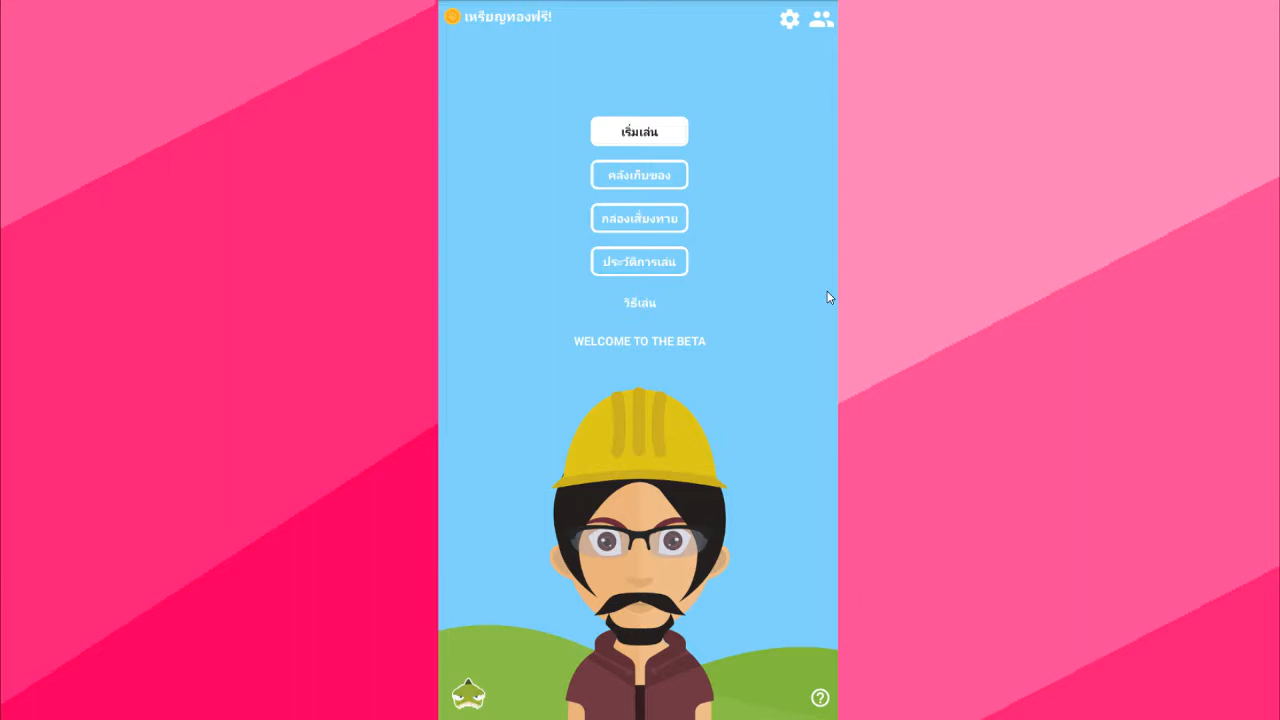 เหรียญทองฟรี!
เริ่มเล่น
คลังเก็บของ
กล่องเสี่ยงทาย
ประวัติการเล่น
วิธีเล่น
WELCOME TO THE BETA